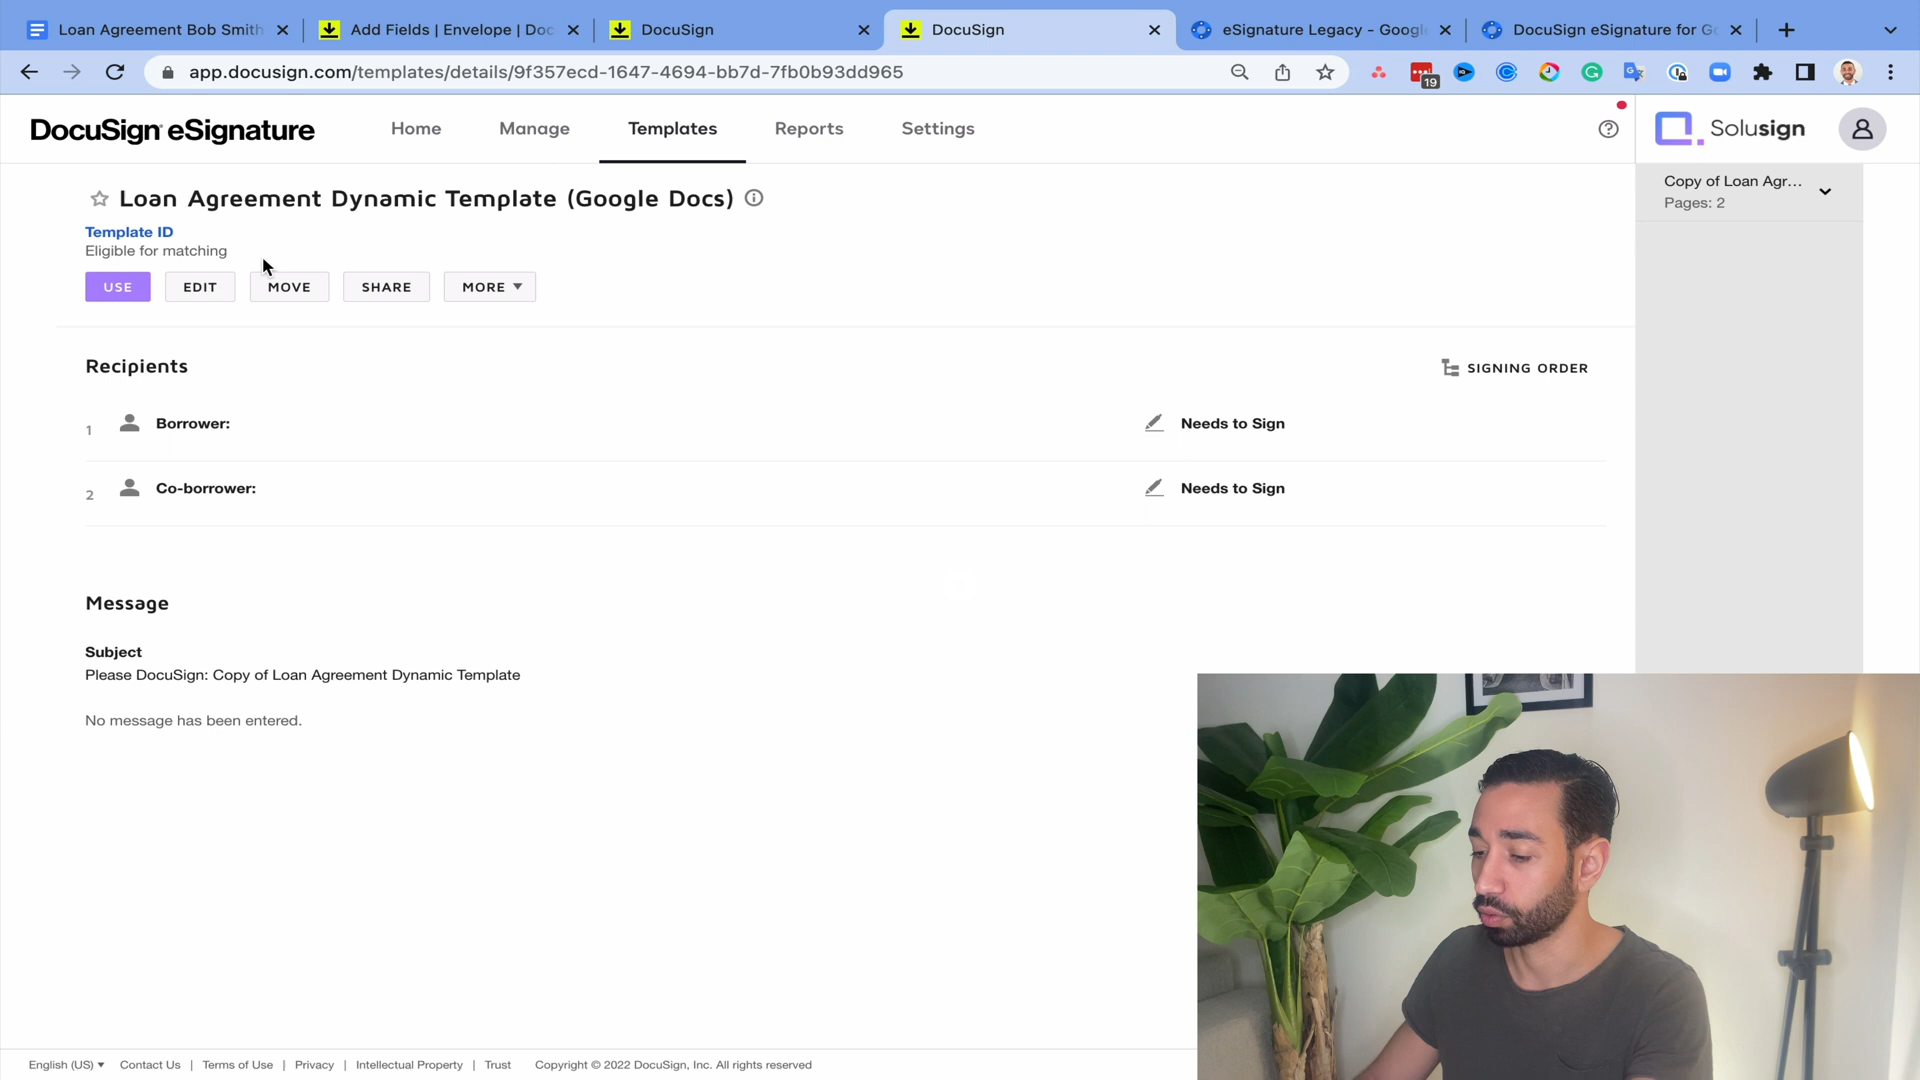 Loan Agreement Bob Smith
Add Fields | Envelope | Doc
DocuSign
DocuSign
eSignature Legacy - Googl
DocuSign eSignature for Go
app.docusign.com/templates/details/9f357ecd-1647-4694-bb7d-7fb0b93dd965
19
DocuSign eSignature
Home
Manage
Templates
Reports
Settings
Solusign
Loan Agreement Dynamic Template (Google Docs)
Copy of Loan Agr...
Pages: 2
Template ID
Eligible for matching
USE
EDIT
MOVE
SHARE
MORE
Recipients
SIGNING ORDER
1 Borrower: Needs to Sign
2 Co-borrower: Needs to Sign
Message
Subject
Please DocuSign: Copy of Loan Agreement Dynamic Template
No message has been entered.
English (US) Contact Us | Terms of Use | Privacy | Intellectual Property | Trust Copyright © 2022 DocuSign, Inc. All rights reserved